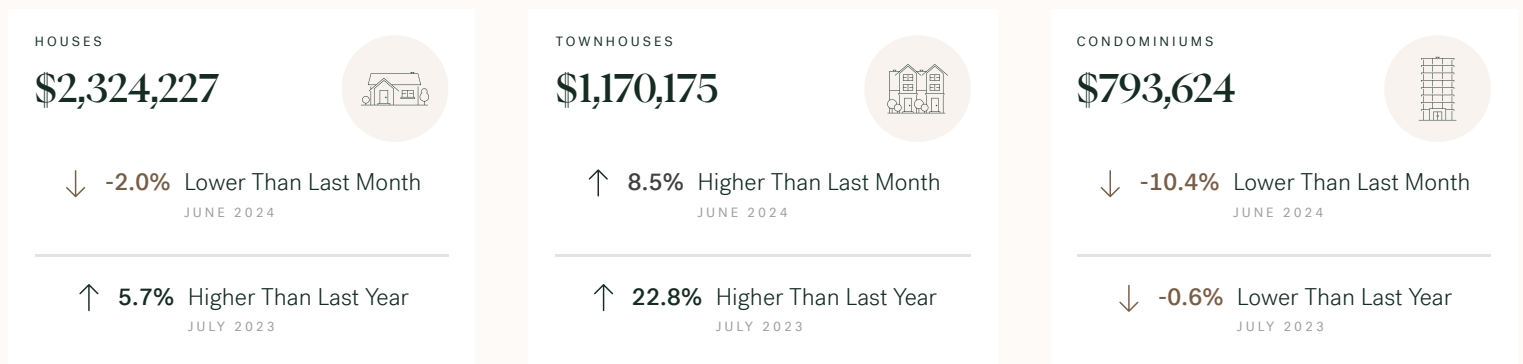 HOUSES
$2,324,227
-2.0% Lower Than Last Month
JUNE 2024
5.7% Higher Than Last Year
JULY 2023
TOWNHOUSES
$1,170,175
8.5% Higher Than Last Month
JUNE 2024
22.8% Higher Than Last Year
JULY 2023
CONDOMINIUMS
$793,624
-10.4% Lower Than Last Month
JUNE 2024
-0.6% Lower Than Last Year
JULY 2023